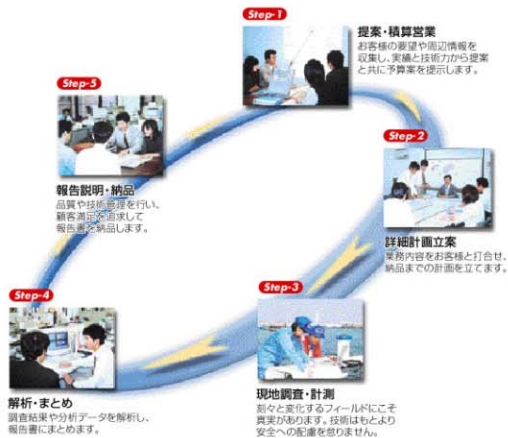 Step-1
提案・積算営業
お客様の要望や周辺情報を
収集し、実績と技術力から提案
と共に予算案を提示します。
Step-2
詳細計画立案
業務内容をお客様と打合せ、
納品までの計画を立てます。
Step-3
現地調査・計測
刻々と変化するフィールドにこそ
真実があります。技術はもとより
安全への配慮を怠りません。
Step-4
解析・まとめ
調査結果や分析データを解析し、
報告書にまとめます。
Step-5
報告説明・納品
品質や技術管理を行い、
顧客満足を追求して
報告書を納品します。